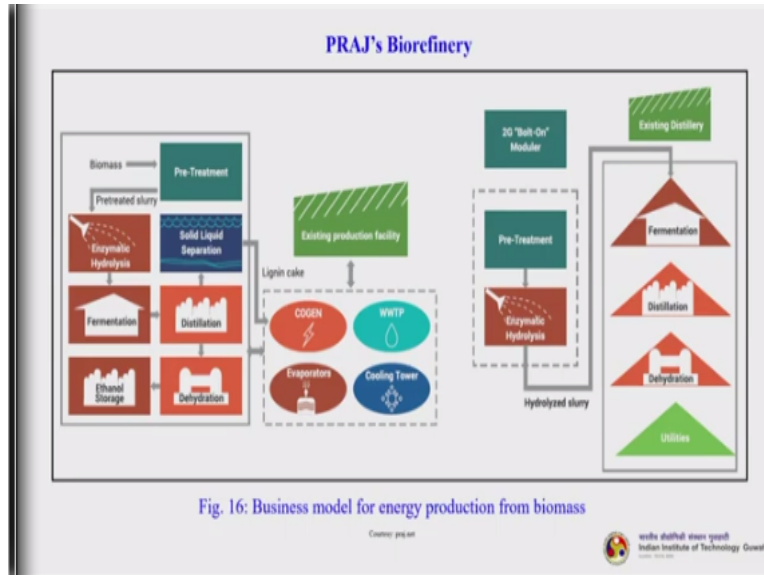 PRAJ's Biorefinery
Biomass
Pre-Treatment
Pretreated slurry
Enzymatic
Hydrolysis
Solid Liquid
Separation
Fermentation
Distillation
Ethanol
Storage
Dehydration
Existing production facility
Lignin cake
COGEN
WWTP
Evaporators
Cooling Tower
2G "Bolt-On"
Moduler
Pre-Treatment
Enzymatic
Hydrolysis
Hydrolyzed slurry
Existing Distillery
Fermentation
Distillation
Dehydration
Utilities
Fig. 16: Business model for energy production from biomass
Courtesy: praj.net
भारतीय प्रौद्योगिकी संस्थान गुवाहाटी
Indian Institute of Technology Guwa